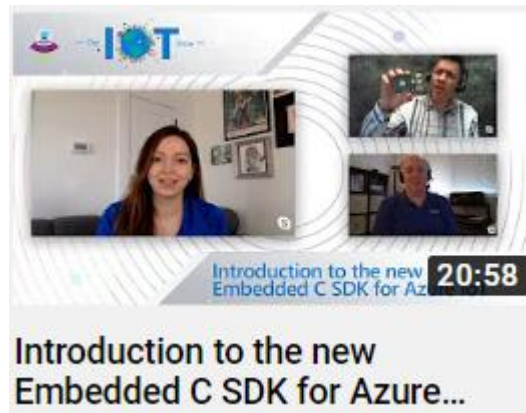 The IOT Show
Introduction to the new
Embedded C SDK for Azure IoT
20:58
Introduction to the new
Embedded C SDK for Azure...